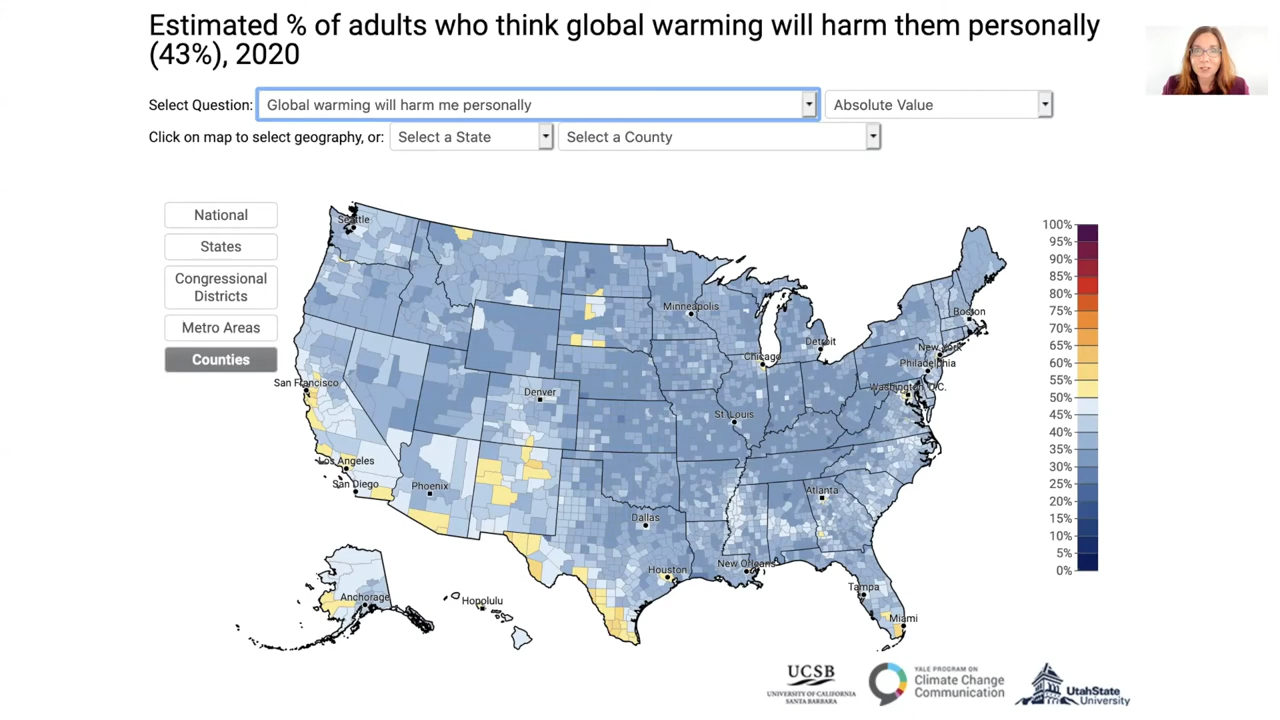 Estimated % of adults who think global warming will harm them personally
(43%), 2020
Select Question: Global warming will harm me personally Absolute Value
Click on map to select geography, or: Select a State Select a County
National
States
Congressional
Districts
Metro Areas
Counties
Seattle
Minneapolis
Boston
Detroit
New York
Chicago
Philadelphia
San Francisco
Washington D.C.
Denver
St. Louis
Los Angeles
San Diego
Phoenix
Atlanta
Dallas
Houston
New Orleans
Tampa
Miami
Anchorage
Honolulu
100%
95%
90%
85%
80%
75%
70%
65%
60%
55%
50%
45%
40%
35%
30%
25%
20%
15%
10%
5%
0%
UCSB
UNIVERSITY OF CALIFORNIA
SANTA BARBARA
YALE PROGRAM ON
Climate Change
Communication
UtahState
University